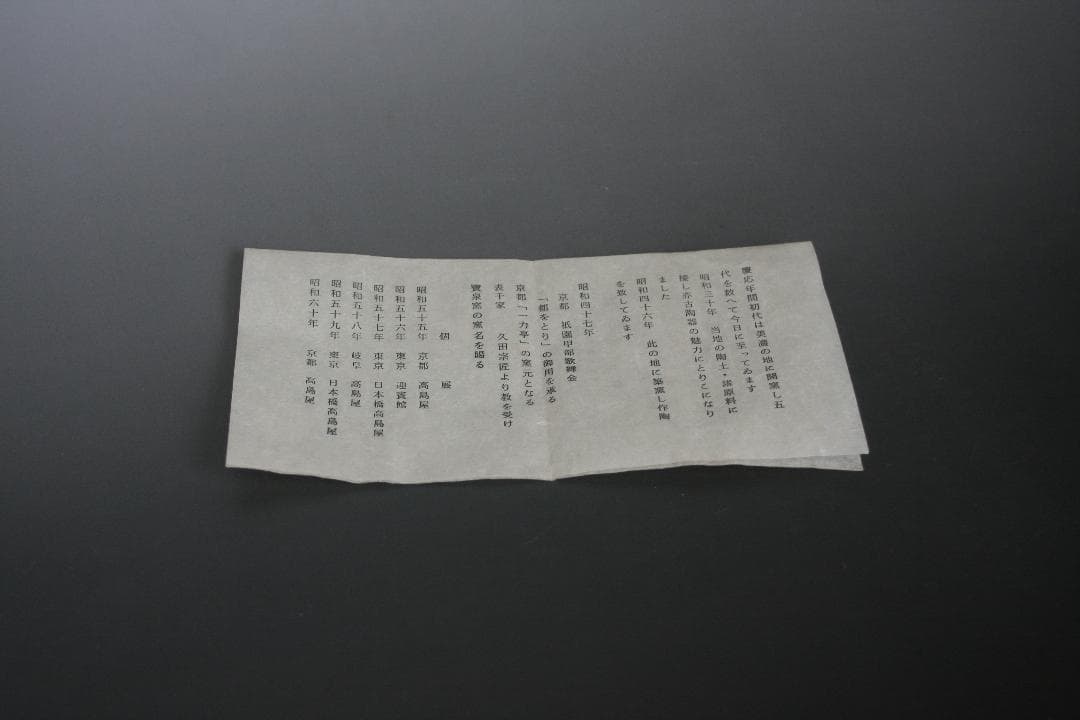 慶応年間初代は美濃の地に開窯し五
代を数へて今日に至ってゐます
昭和三十年　当地の陶土・諸原料に
接し赤古陶器の魅力にとりこになり
ました
昭和四十六年　此の地に築窯し作陶
を致してゐます
昭和四十七年
京都　祇園甲部歌舞会
「都をとり」の御用を承る
京都「一力亭」の窯元となる
表千家　久田宗匠より教を受け
寶泉窯の窯名を賜る
個　展
昭和五十五年　京都　高島屋
昭和五十六年　東京　迎賓館
昭和五十七年　東京　日本橋高島屋
昭和五十八年　岐阜　高島屋
昭和五十九年　東京　日本橋高島屋
昭和六十年　京都　高島屋